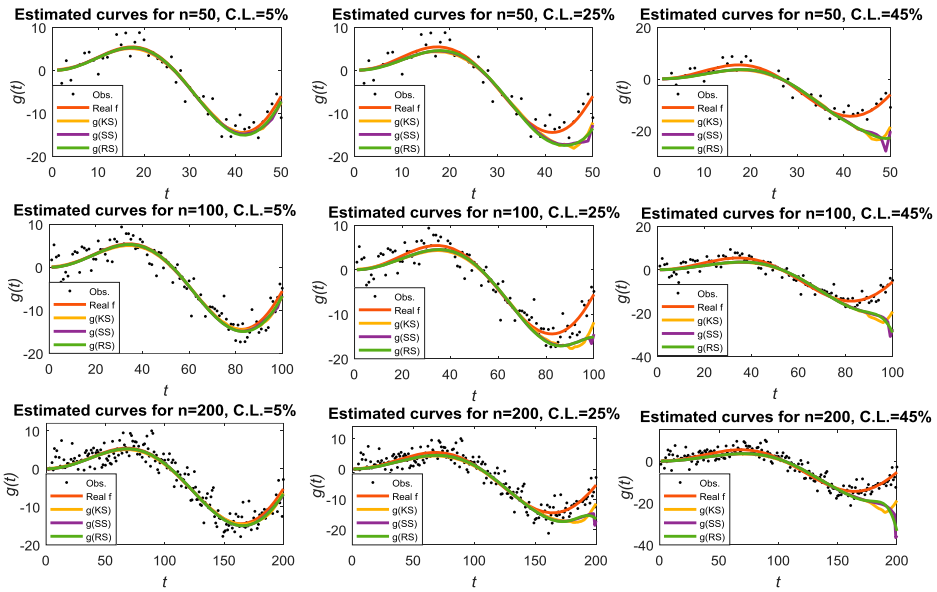 Estimated curves for n=50, C.L.=5%
Estimated curves for n=50, C.L.=25%
Estimated curves for n=50, C.L.=45%
10
0
-10
-20
g(t)
Obs.
Real f
g(KS)
g(SS)
g(RS)
0 10 20 30 40 50
t
10
0
-10
-20
g(t)
Obs.
Real f
g(KS)
g(SS)
g(RS)
0 10 20 30 40 50
t
20
0
-20
g(t)
Obs.
Real f
g(KS)
g(SS)
g(RS)
0 10 20 30 40 50
t
Estimated curves for n=100, C.L.=5%
Estimated curves for n=100, C.L.=25%
Estimated curves for n=100, C.L.=45%
10
0
-10
-20
g(t)
Obs.
Real f
g(KS)
g(SS)
g(RS)
0 20 40 60 80 100
t
10
0
-10
-20
g(t)
Obs.
Real f
g(KS)
g(SS)
g(RS)
0 20 40 60 80 100
t
20
0
-20
-40
g(t)
Obs.
Real f
g(KS)
g(SS)
g(RS)
0 20 40 60 80 100
t
Estimated curves for n=200, C.L.=5%
Estimated curves for n=200, C.L.=25%
Estimated curves for n=200, C.L.=45%
10
0
-10
-20
g(t)
Obs.
Real f
g(KS)
g(SS)
g(RS)
0 50 100 150 200
t
10
0
-10
-20
g(t)
Obs.
Real f
g(KS)
g(SS)
g(RS)
0 50 100 150 200
t
0
-20
-40
g(t)
Obs.
Real f
g(KS)
g(SS)
g(RS)
0 50 100 150 200
t